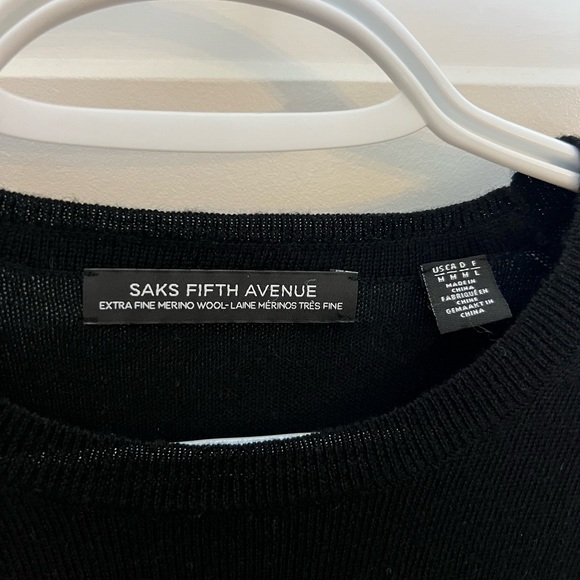 SAKS FIFTH AVENUE
EXTRA FINE MERINO WOOL-LAINE MÉRINOS TRÈS FINE
US CA D F
M M M L
MADE IN
CHINA
FABRIQUÉ EN
CHINE
GEMAAKT IN
CHINA